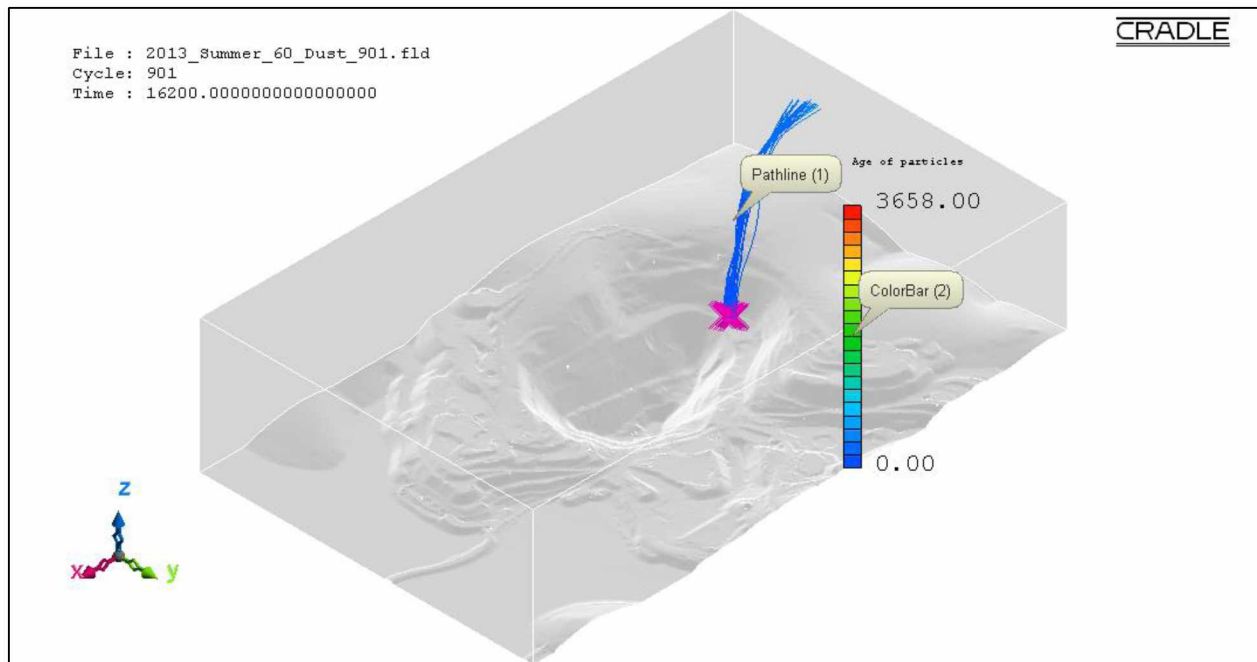 File : 2013_Summer_60_Dust_901.fld
Cycle: 901
Time : 16200.0000000000000000
CRADLE
Pathline (1)
Age of particles
3658.00
ColorBar (2)
0.00
z
x
y